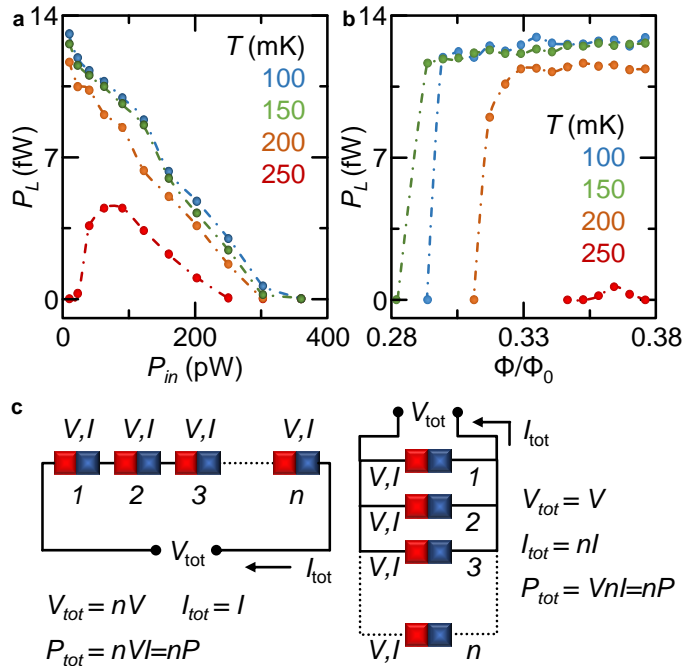 a
14
7
0
P_L (fW)
T (mK)
100
150
200
250
0 200 400
P_in (pW)
b
14
7
0
P_L (fW)
T (mK)
100
150
200
250
0.28 0.33 0.38
Φ/Φ_0
c
V,I V,I V,I V,I
1 2 3 n
V_tot
I_tot
V_tot = nV I_tot = I
P_tot = nVI=nP
V_tot
I_tot
V,I 1
V,I 2
V,I 3
V,I n
V_tot = V
I_tot = nI
P_tot = VnI=nP